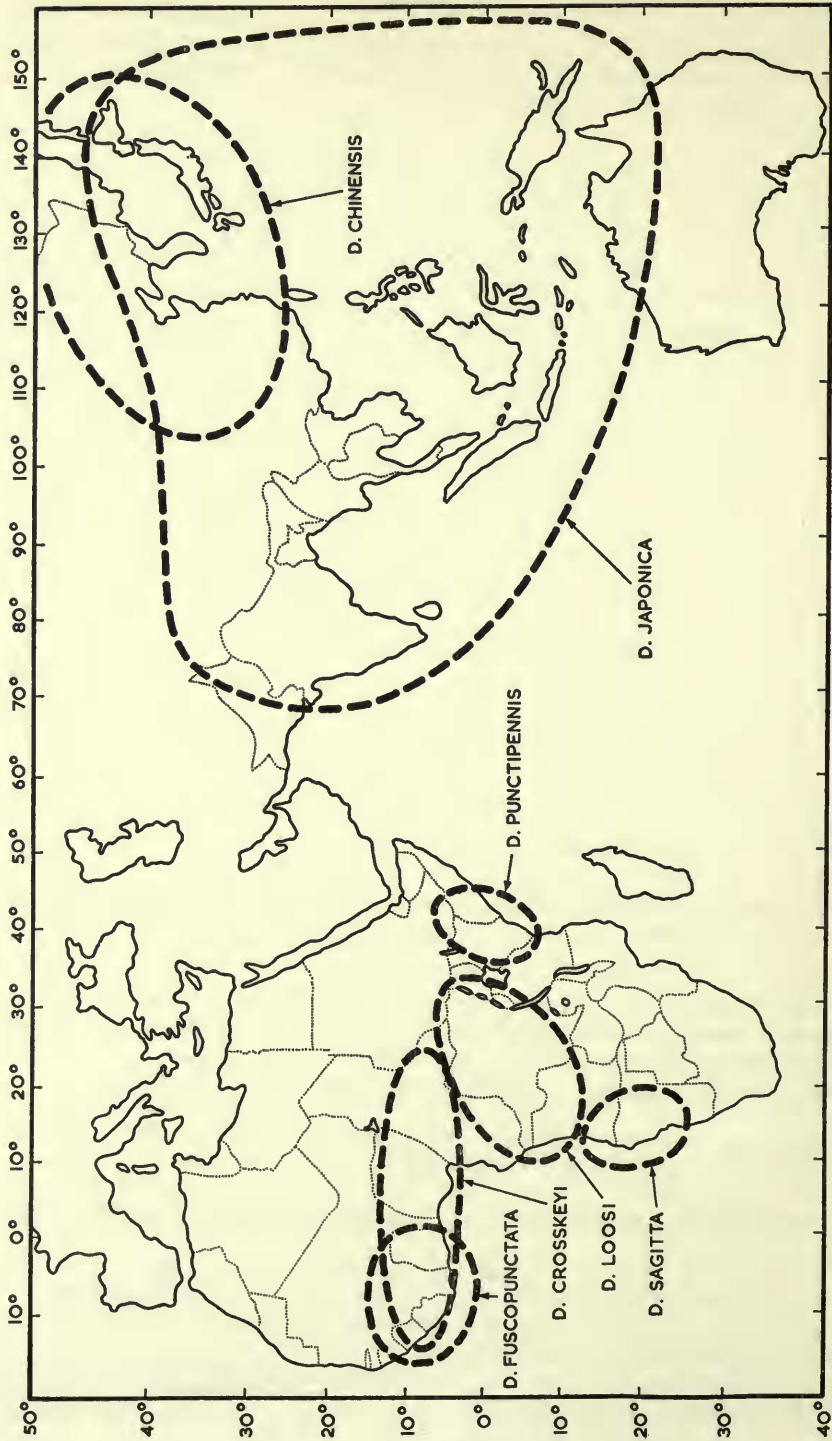 10° 0° 10° 20° 30° 40° 50° 60° 70° 80° 90° 100° 110° 120° 130° 140° 150°
50°
40°
30°
20°
10°
0°
10°
20°
30°
40°
D. CHINENSIS
D. JAPONICA
D. PUNCTIPENNIS
D. FUSCOPUNCTATA
D. CROSSKEYI
D. LOOSI
D. SAGITTA